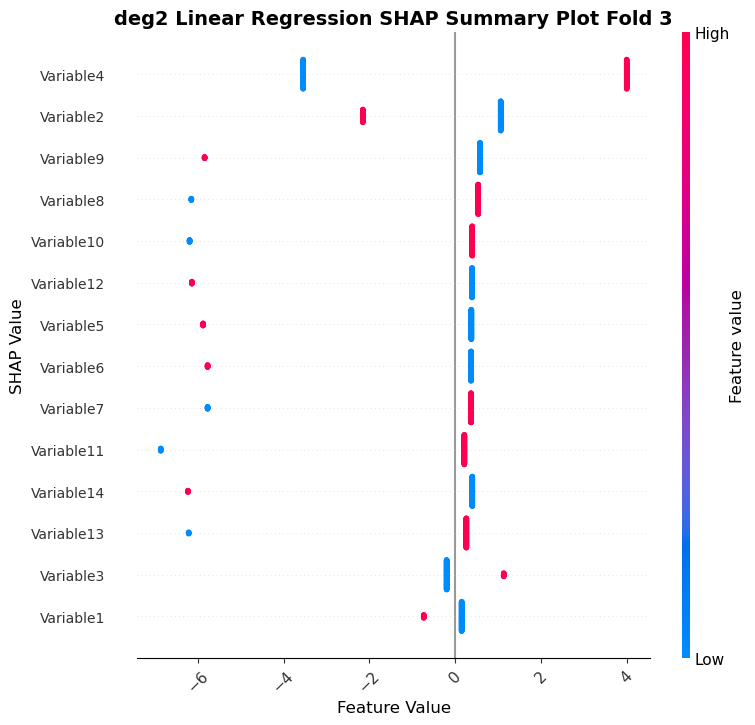 deg2 Linear Regression SHAP Summary Plot Fold 3
High
Variable4
Variable2
Variable9
Variable8
Variable10
Variable12
Variable5
Variable6
Variable7
Variable11
Variable14
Variable13
Variable3
Variable1
SHAP Value
Feature value
Low
−6
−4
−2
0
2
4
Feature Value